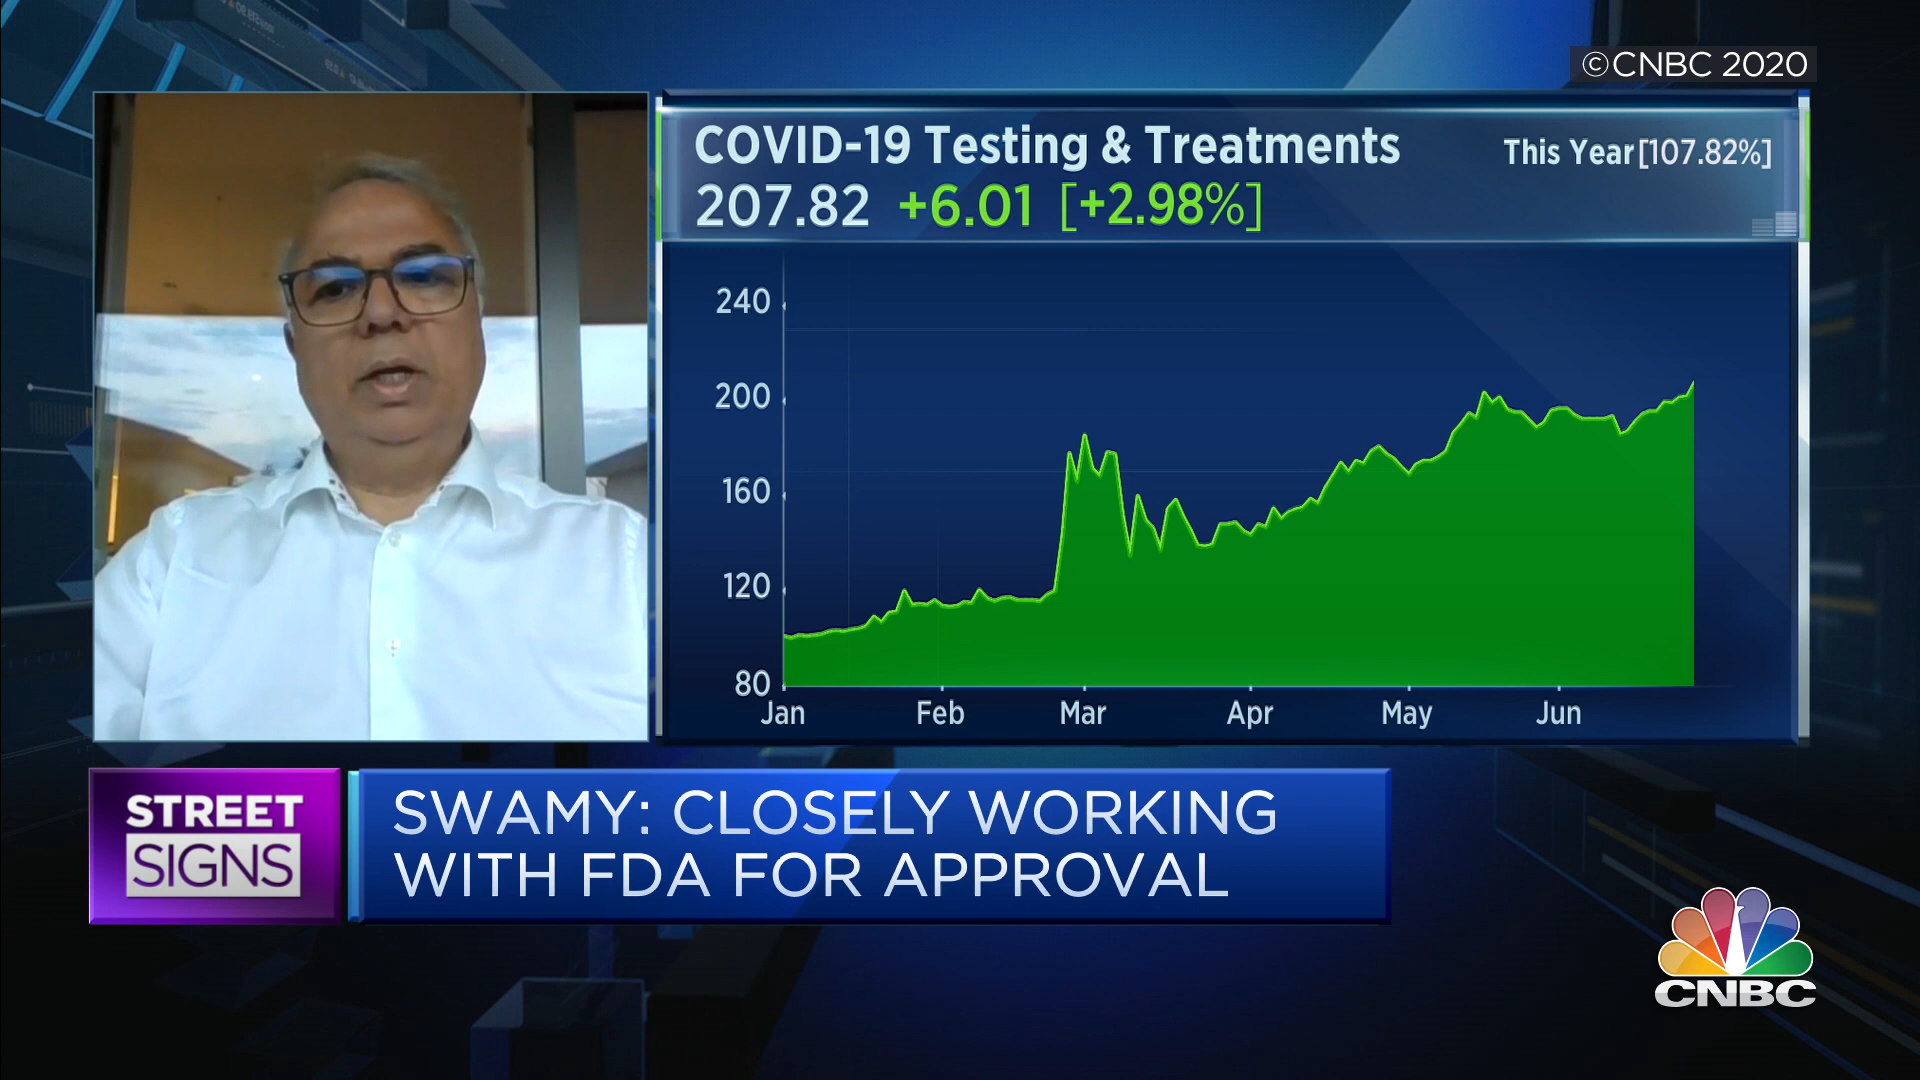 ©CNBC 2020
COVID-19 Testing & Treatments
This Year[107.82%]
207.82 +6.01 [+2.98%]
240
200
160
120
80
Jan Feb Mar Apr May Jun
STREET
SIGNS
SWAMY: CLOSELY WORKING
WITH FDA FOR APPROVAL
CNBC